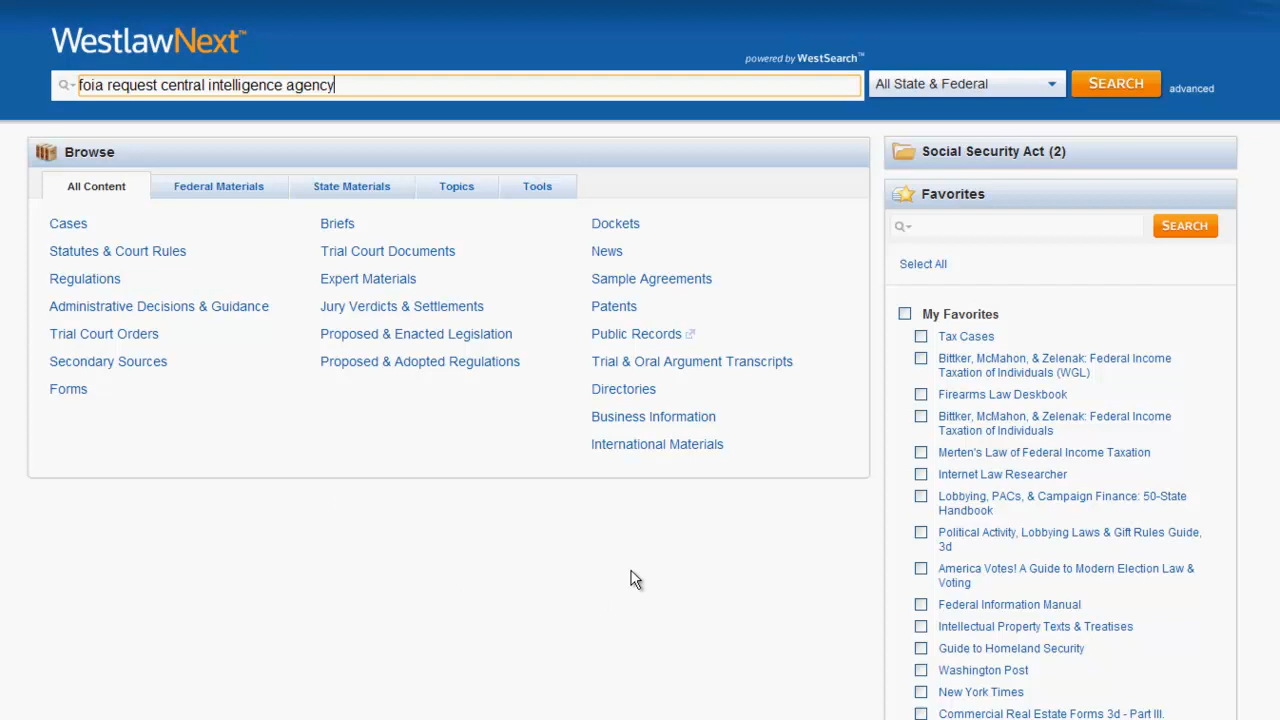 WestlawNext™
powered by WestSearch™
foia request central intelligence agency
All State & Federal
SEARCH
advanced
Browse
All Content
Federal Materials
State Materials
Topics
Tools
Cases
Statutes & Court Rules
Regulations
Administrative Decisions & Guidance
Trial Court Orders
Secondary Sources
Forms
Briefs
Trial Court Documents
Expert Materials
Jury Verdicts & Settlements
Proposed & Enacted Legislation
Proposed & Adopted Regulations
Dockets
News
Sample Agreements
Patents
Public Records
Trial & Oral Argument Transcripts
Directories
Business Information
International Materials
Social Security Act (2)
Favorites
SEARCH
Select All
My Favorites
Tax Cases
Bittker, McMahon, & Zelenak: Federal Income
Taxation of Individuals (WGL)
Firearms Law Deskbook
Bittker, McMahon, & Zelenak: Federal Income
Taxation of Individuals
Merten's Law of Federal Income Taxation
Internet Law Researcher
Lobbying, PACs, & Campaign Finance: 50-State
Handbook
Political Activity, Lobbying Laws & Gift Rules Guide,
3d
America Votes! A Guide to Modern Election Law &
Voting
Federal Information Manual
Intellectual Property Texts & Treatises
Guide to Homeland Security
Washington Post
New York Times
Commercial Real Estate Forms 3d - Part III.